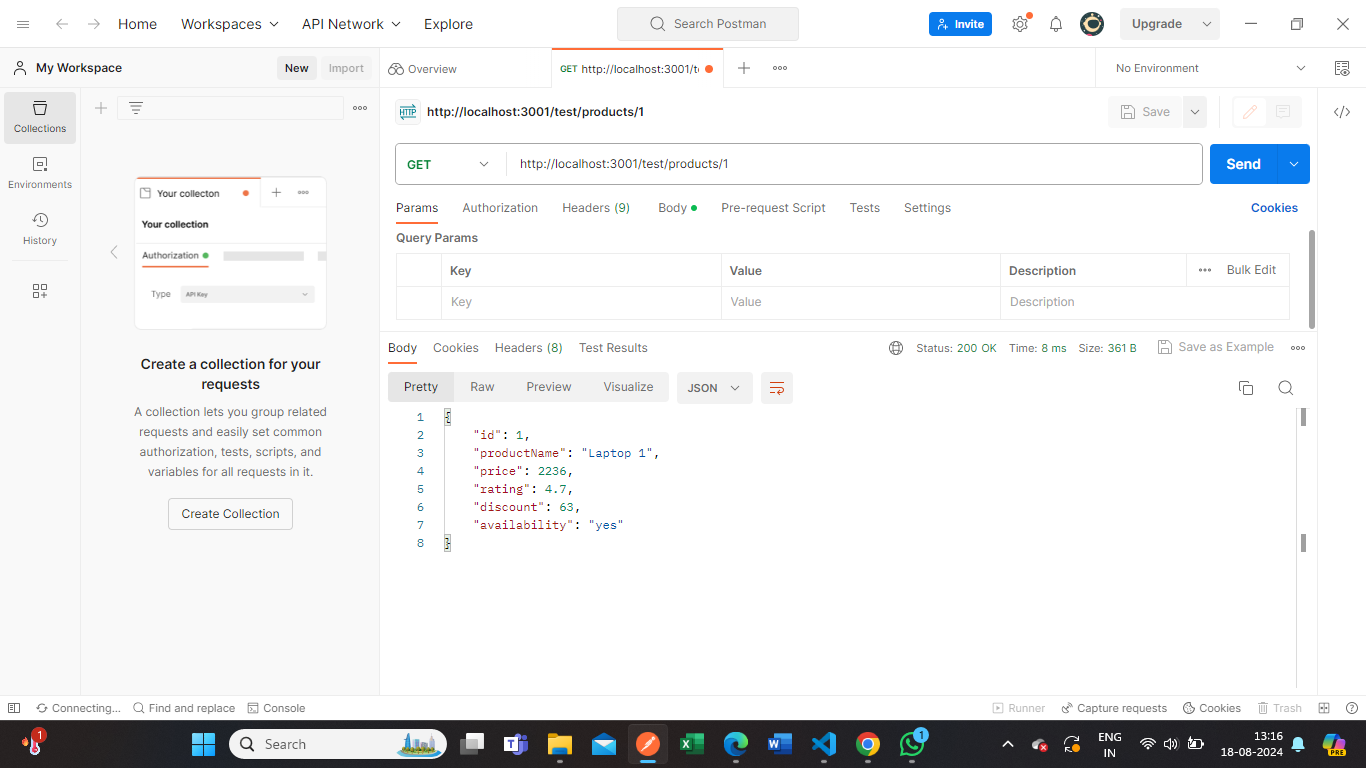 Home Workspaces API Network Explore Search Postman Invite Upgrade
My Workspace New Import Overview GET http://localhost:3001/t No Environment
Collections
Environments
History
Your collecton
Your collection
Authorization
Type API Key
Create a collection for your
requests
A collection lets you group related
requests and easily set common
authorization, tests, scripts, and
variables for all requests in it.
Create Collection
HTTP http://localhost:3001/test/products/1 Save
GET http://localhost:3001/test/products/1 Send
Params Authorization Headers (9) Body Pre-request Script Tests Settings Cookies
Query Params
Key Value Description Bulk Edit
Key Value Description
Body Cookies Headers (8) Test Results Status: 200 OK Time: 8 ms Size: 361 B Save as Example
Pretty Raw Preview Visualize JSON
1 {
2 "id": 1,
3 "productName": "Laptop 1",
4 "price": 2236,
5 "rating": 4.7,
6 "discount": 63,
7 "availability": "yes"
8 }
Connecting... Find and replace Console Runner Capture requests Cookies Trash
1 Search 1 ENG 13:16
IN 18-08-2024 PRE